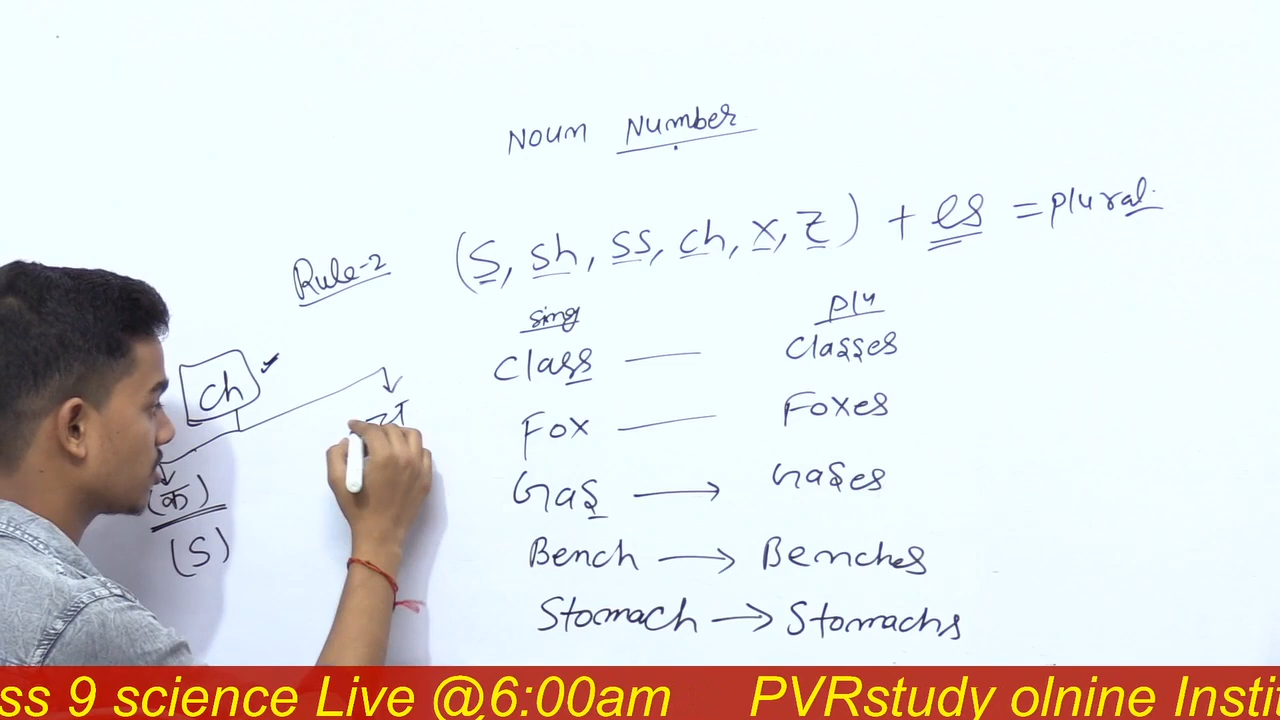 Noun Number
Rule-2 (S, sh, ss, ch, x, z) + es = plural.
sing plu
Class — Classes
Fox — Foxes
Gas → Gases
Bench → Benches
Stomach → Stomachs
ch
(क)
(S)
ss 9 science Live @6:00am PVRstudy olnine Instit